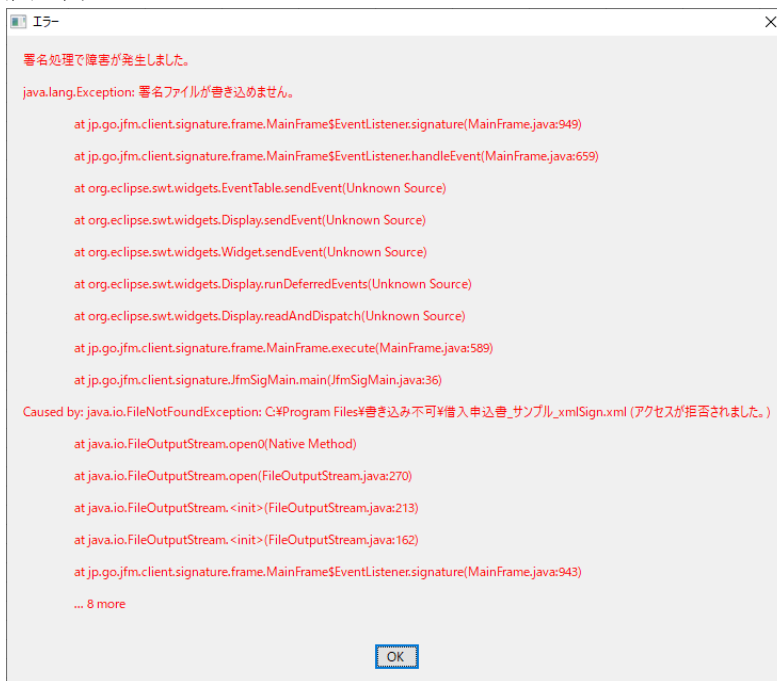 エラー
署名処理で障害が発生しました。
java.lang.Exception: 署名ファイルが書き込めません。
at jp.go.jfm.client.signature.frame.MainFrame$EventListener.signature(MainFrame.java:949)
at jp.go.jfm.client.signature.frame.MainFrame$EventListener.handleEvent(MainFrame.java:659)
at org.eclipse.swt.widgets.EventTable.sendEvent(Unknown Source)
at org.eclipse.swt.widgets.Display.sendEvent(Unknown Source)
at org.eclipse.swt.widgets.Widget.sendEvent(Unknown Source)
at org.eclipse.swt.widgets.Display.runDeferredEvents(Unknown Source)
at org.eclipse.swt.widgets.Display.readAndDispatch(Unknown Source)
at jp.go.jfm.client.signature.frame.MainFrame.execute(MainFrame.java:589)
at jp.go.jfm.client.signature.JfmSigMain.main(JfmSigMain.java:36)
Caused by: java.io.FileNotFoundException: C:¥Program Files¥書き込み不可¥借入申込書_サンプル_xmlSign.xml (アクセスが拒否されました。)
at java.io.FileOutputStream.open0(Native Method)
at java.io.FileOutputStream.open(FileOutputStream.java:270)
at java.io.FileOutputStream.<init>(FileOutputStream.java:213)
at java.io.FileOutputStream.<init>(FileOutputStream.java:162)
at jp.go.jfm.client.signature.frame.MainFrame$EventListener.signature(MainFrame.java:943)
... 8 more
OK